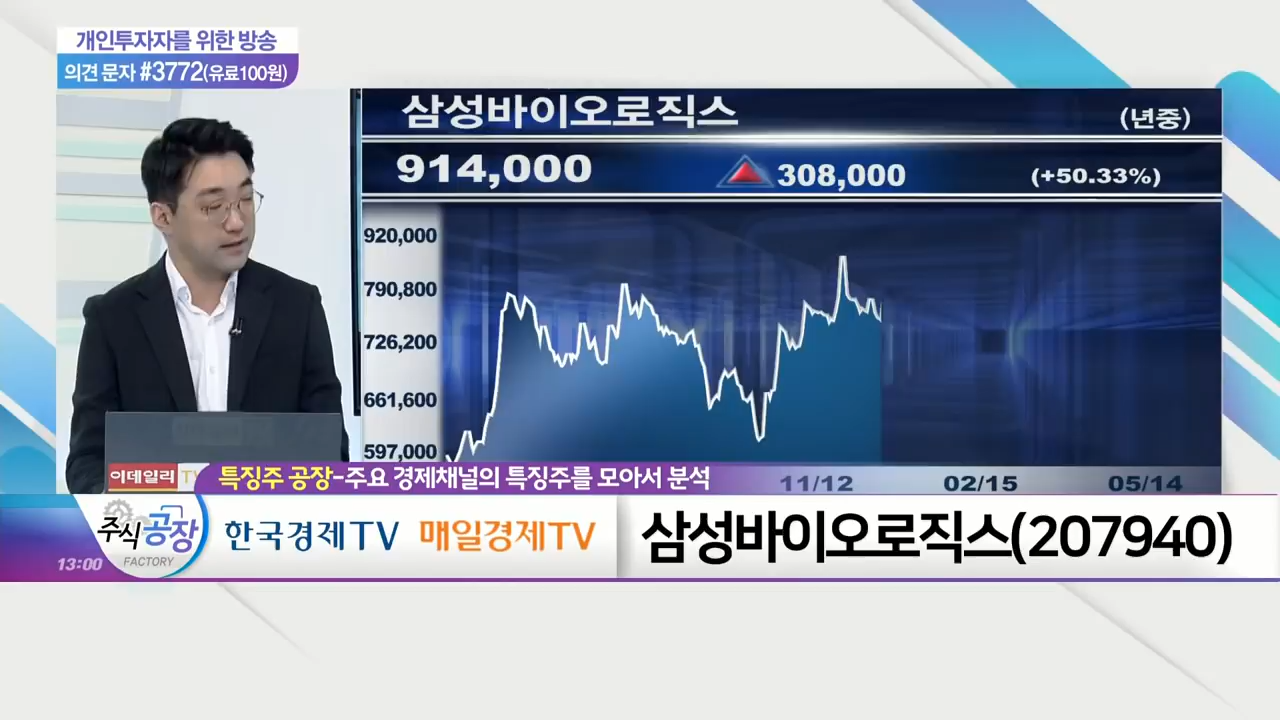 개인투자자를 위한 방송
의견 문자 #3772(유료100원)
삼성바이오로직스
(년중)
914,000
308,000
(+50.33%)
920,000
790,800
726,200
661,600
597,000
11/12
02/15
05/14
이데일리 TV
특징주 공장-주요 경제채널의 특징주를 모아서 분석
주식공장
FACTORY
13:00
한국경제TV 매일경제TV
삼성바이오로직스(207940)